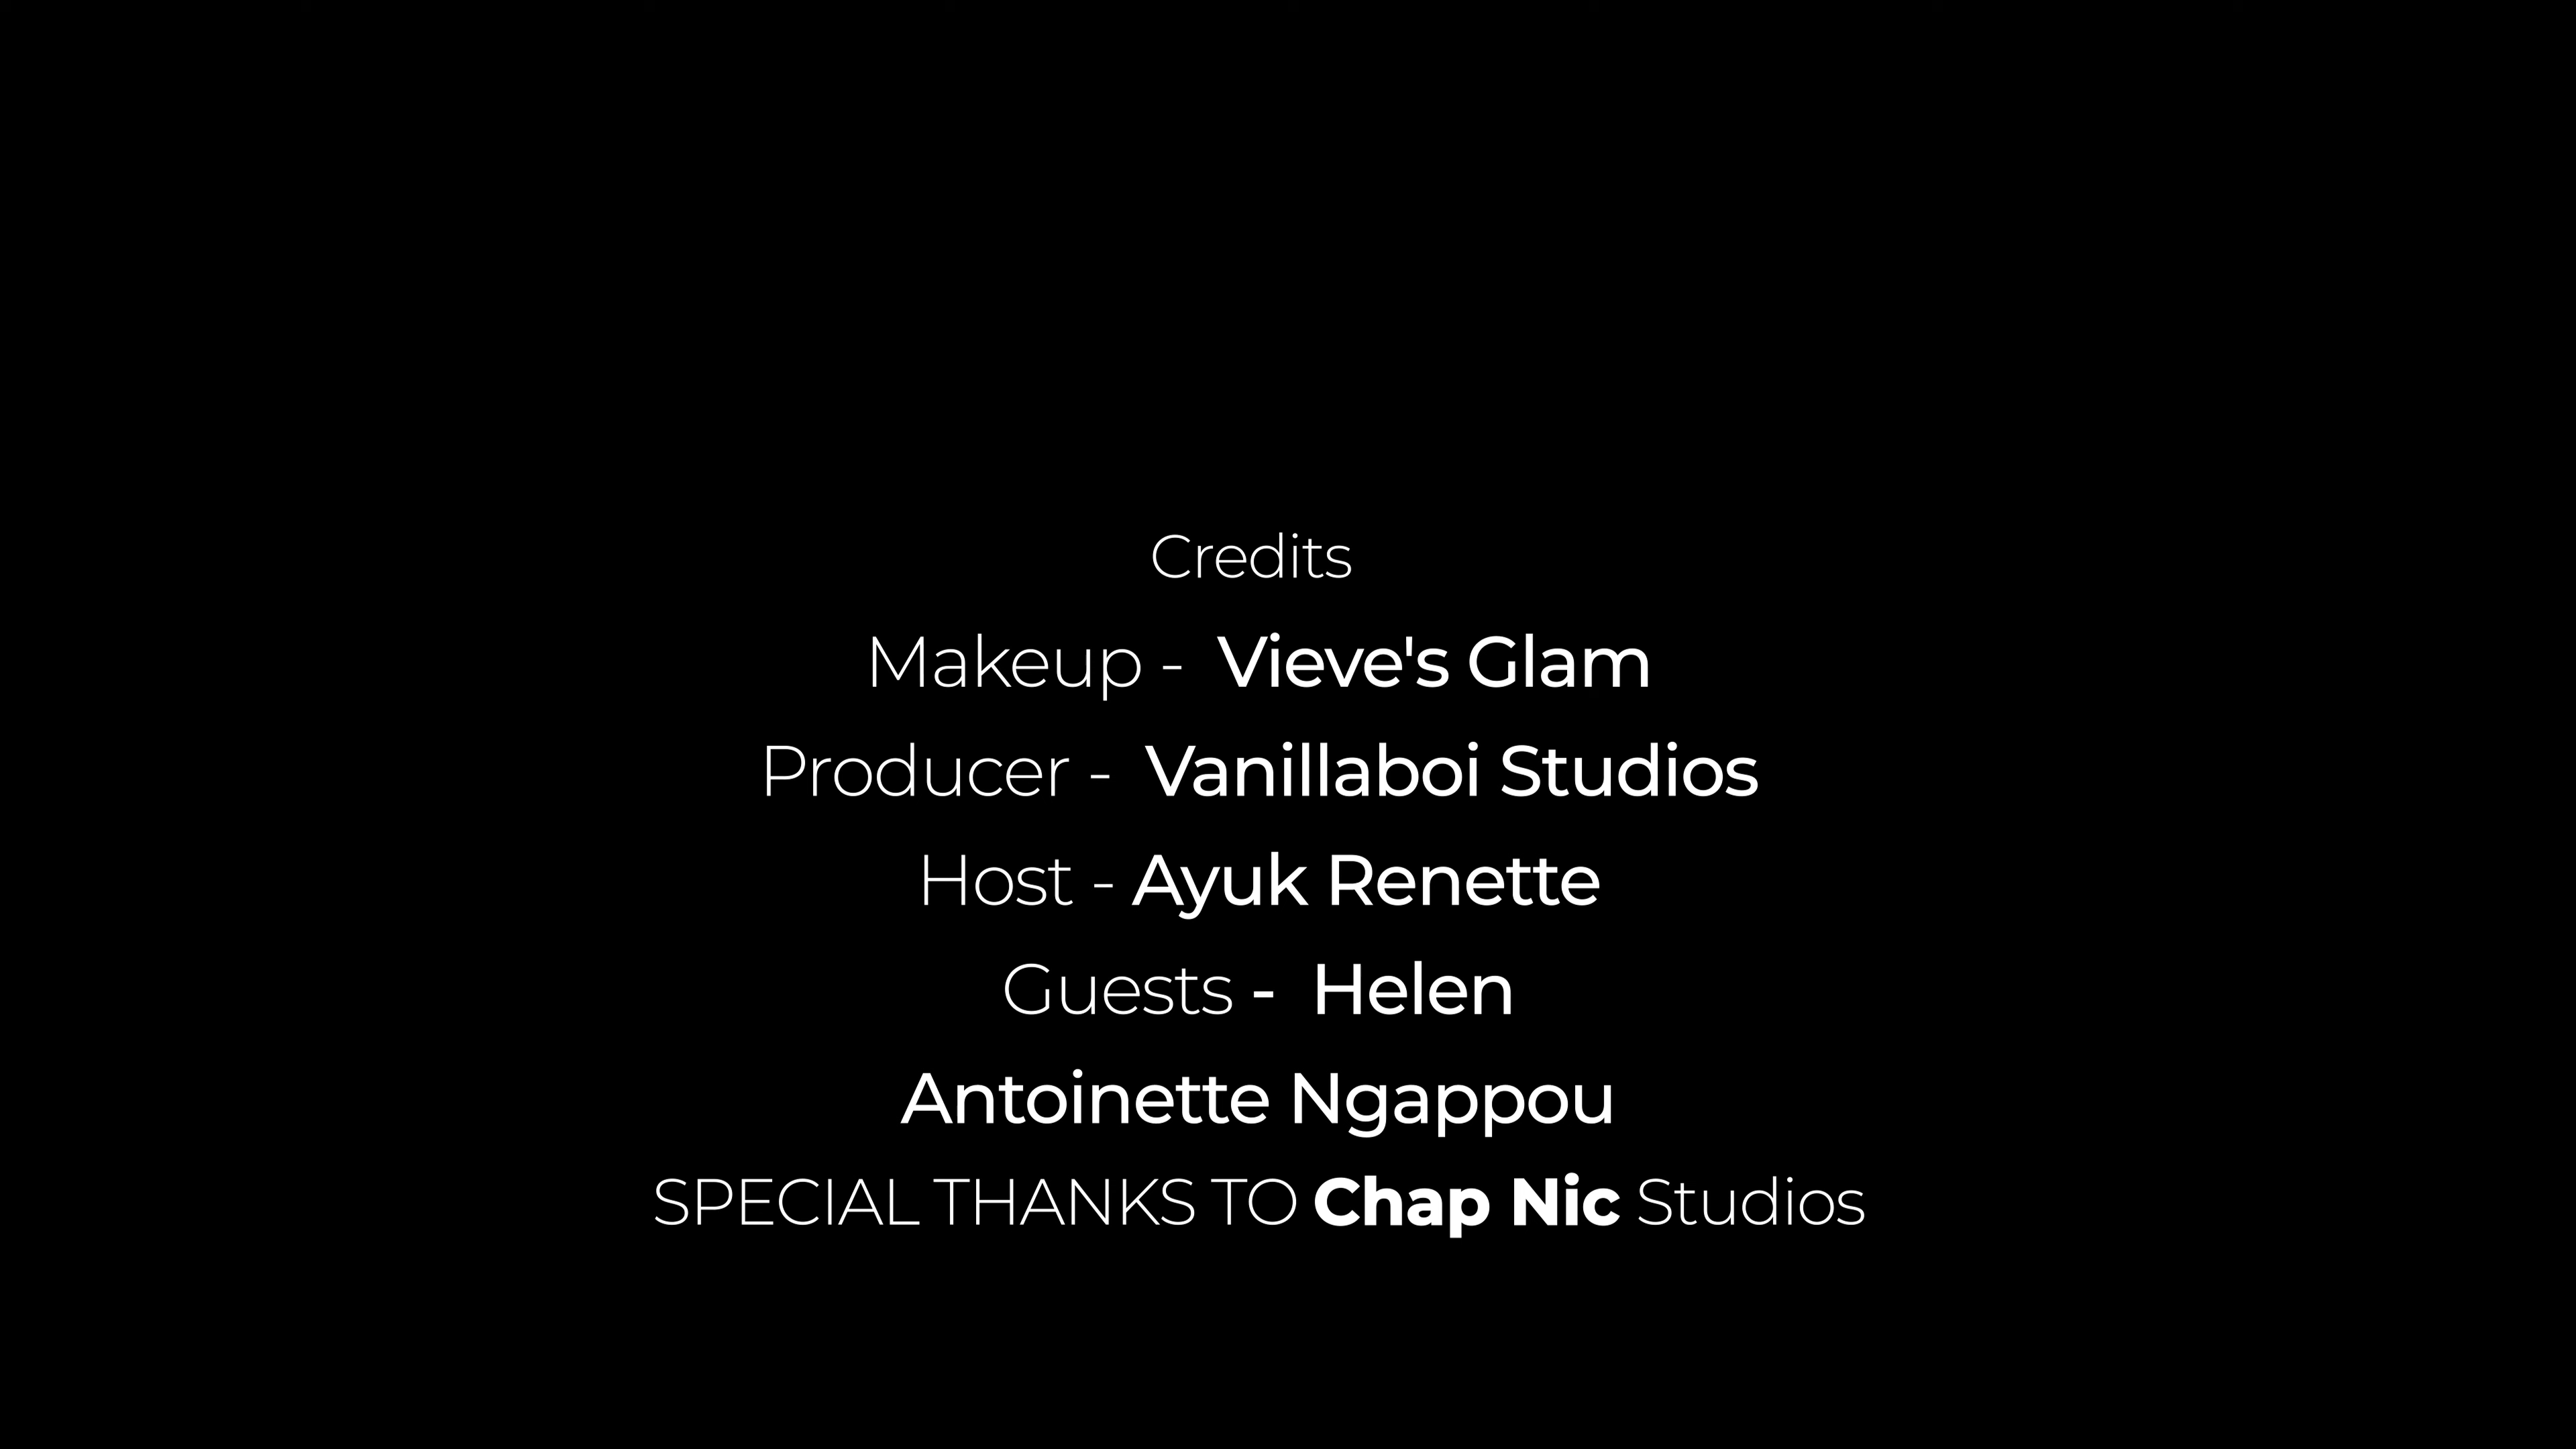 Credits
Makeup - Vieve's Glam
Producer - Vanillaboi Studios
Host - Ayuk Renette
Guests - Helen
Antoinette Ngappou
SPECIAL THANKS TO Chap Nic Studios